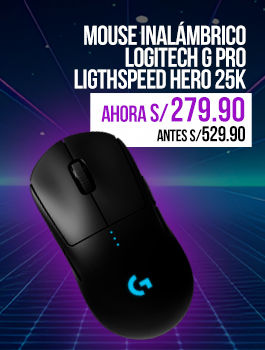 MOUSE INALÁMBRICO
LOGITECH G PRO
LIGTHSPEED HERO 25K
AHORA S/ 279.90
ANTES S/529.90